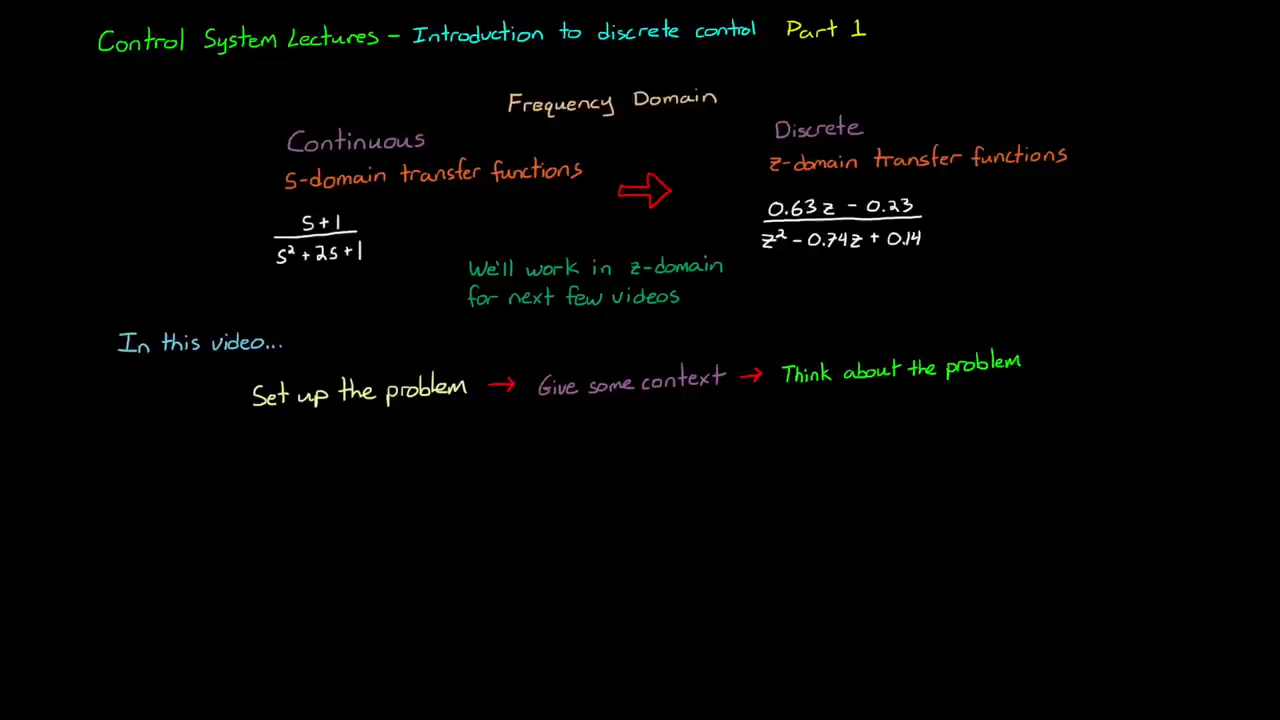 Control System Lectures - Introduction to discrete control Part 1
Frequency Domain
Continuous
s-domain transfer functions
s+1
s² + 2s + 1
Discrete
z-domain transfer functions
0.63z - 0.23
z² - 0.74z + 0.14
We'll work in z-domain
for next few videos
In this video...
Set up the problem → Give some context → Think about the problem